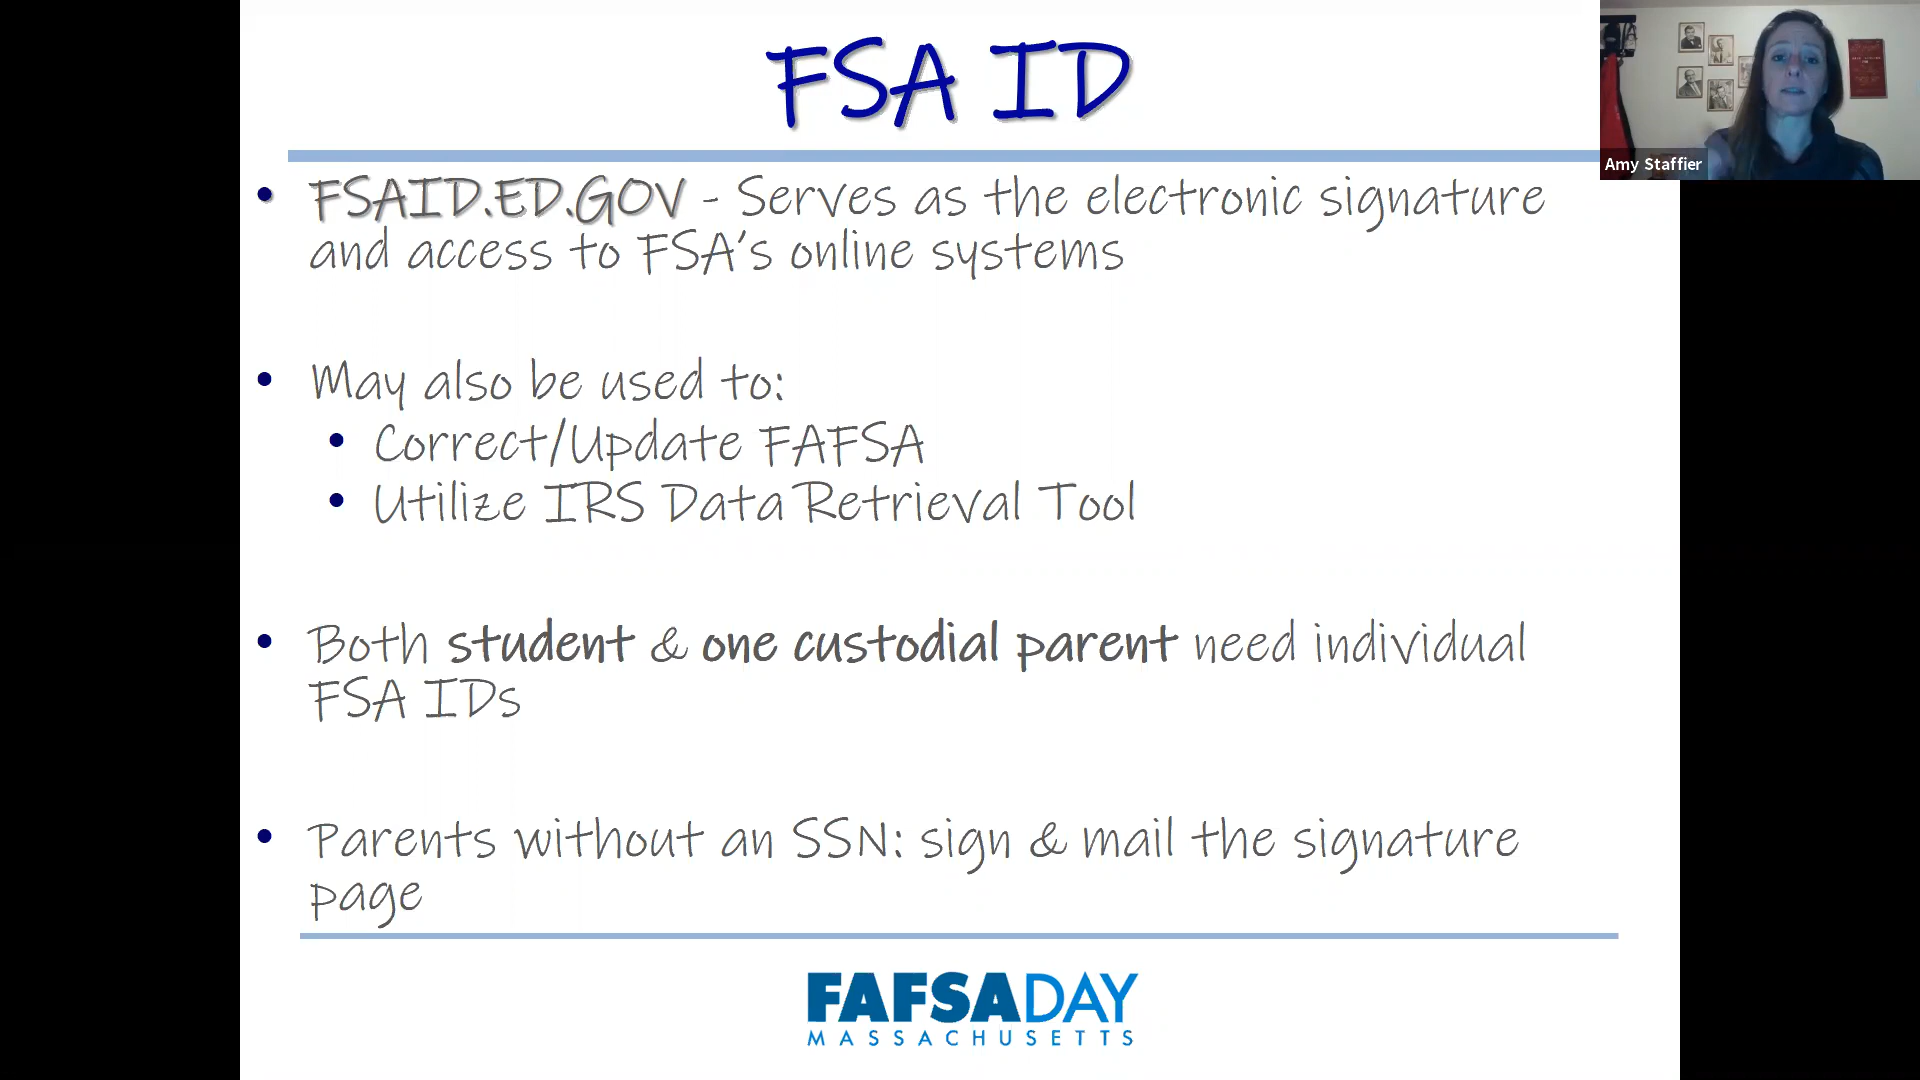 FSA ID
Amy Staffier
• FSAID.ED.GOV - Serves as the electronic signature
and access to FSA's online systems
• May also be used to:
• Correct/Update FAFSA
• Utilize IRS Data Retrieval Tool
• Both student & one custodial parent need individual
FSA IDs
• Parents without an SSN: sign & mail the signature
page
FAFSADAY
MASSACHUSETTS